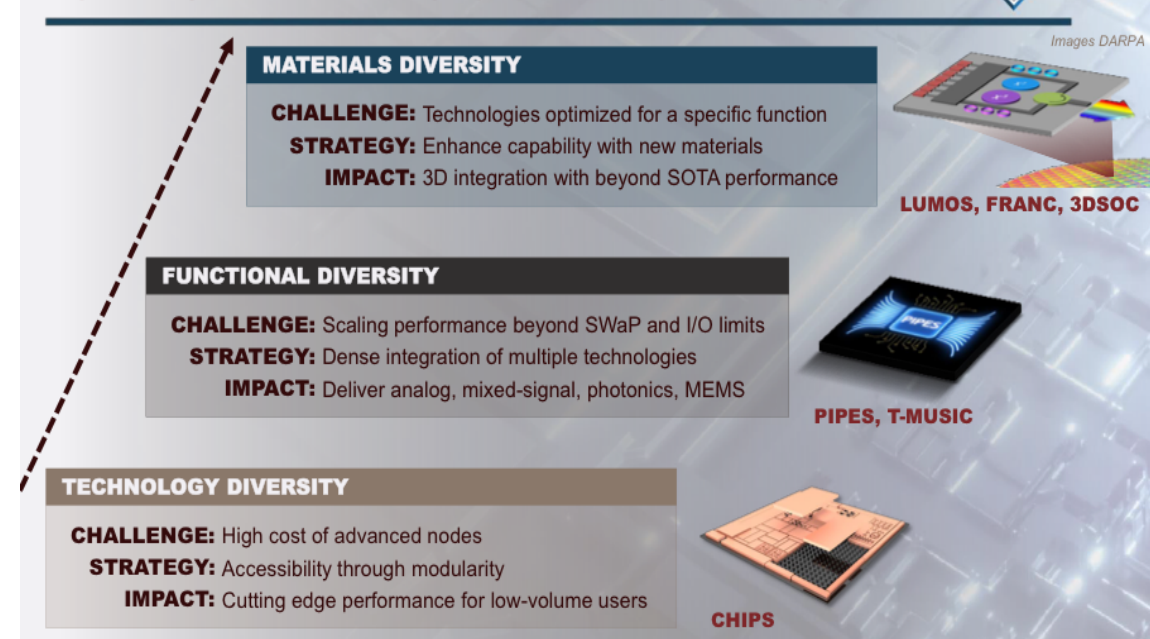 Images DARPA
MATERIALS DIVERSITY
CHALLENGE: Technologies optimized for a specific function
STRATEGY: Enhance capability with new materials
IMPACT: 3D integration with beyond SOTA performance
LUMOS, FRANC, 3DSOC
FUNCTIONAL DIVERSITY
CHALLENGE: Scaling performance beyond SWaP and I/O limits
STRATEGY: Dense integration of multiple technologies
IMPACT: Deliver analog, mixed-signal, photonics, MEMS
PIPES
PIPES, T-MUSIC
TECHNOLOGY DIVERSITY
CHALLENGE: High cost of advanced nodes
STRATEGY: Accessibility through modularity
IMPACT: Cutting edge performance for low-volume users
CHIPS